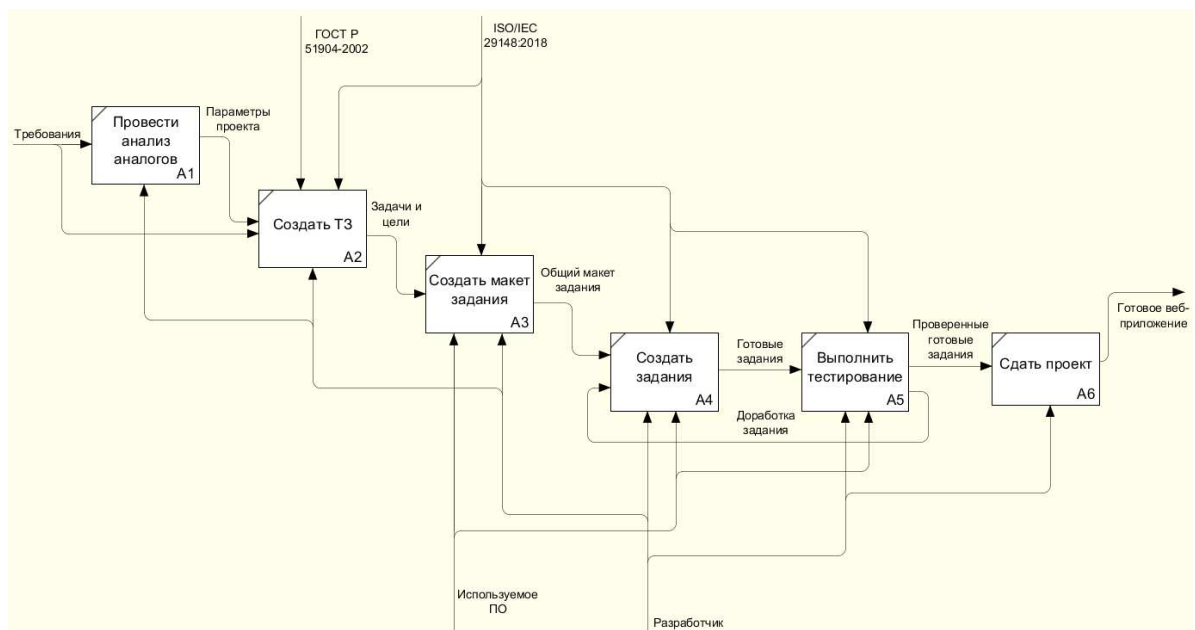 ГОСТ Р
51904-2002
ISO/IEC
29148:2018
Требования
Провести
анализ
аналогов
A1
Параметры
проекта
Создать ТЗ
A2
Задачи и
цели
Создать макет
задания
A3
Общий макет
задания
Создать
задания
A4
Готовые
задания
Выполнить
тестирование
A5
Доработка
задания
Проверенные
готовые
задания
Сдать проект
A6
Готовое веб-
приложение
Используемое
ПО
Разработчик